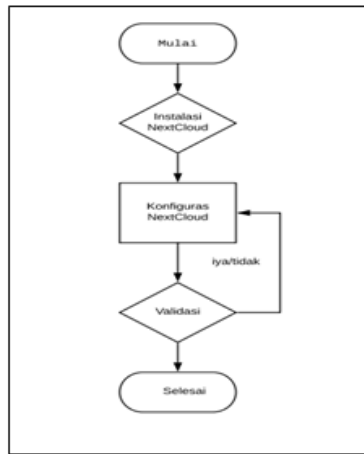 Mulai
Instalasi
NextCloud
Konfiguras
NextCloud
iya/tidak
Validasi
Selesai